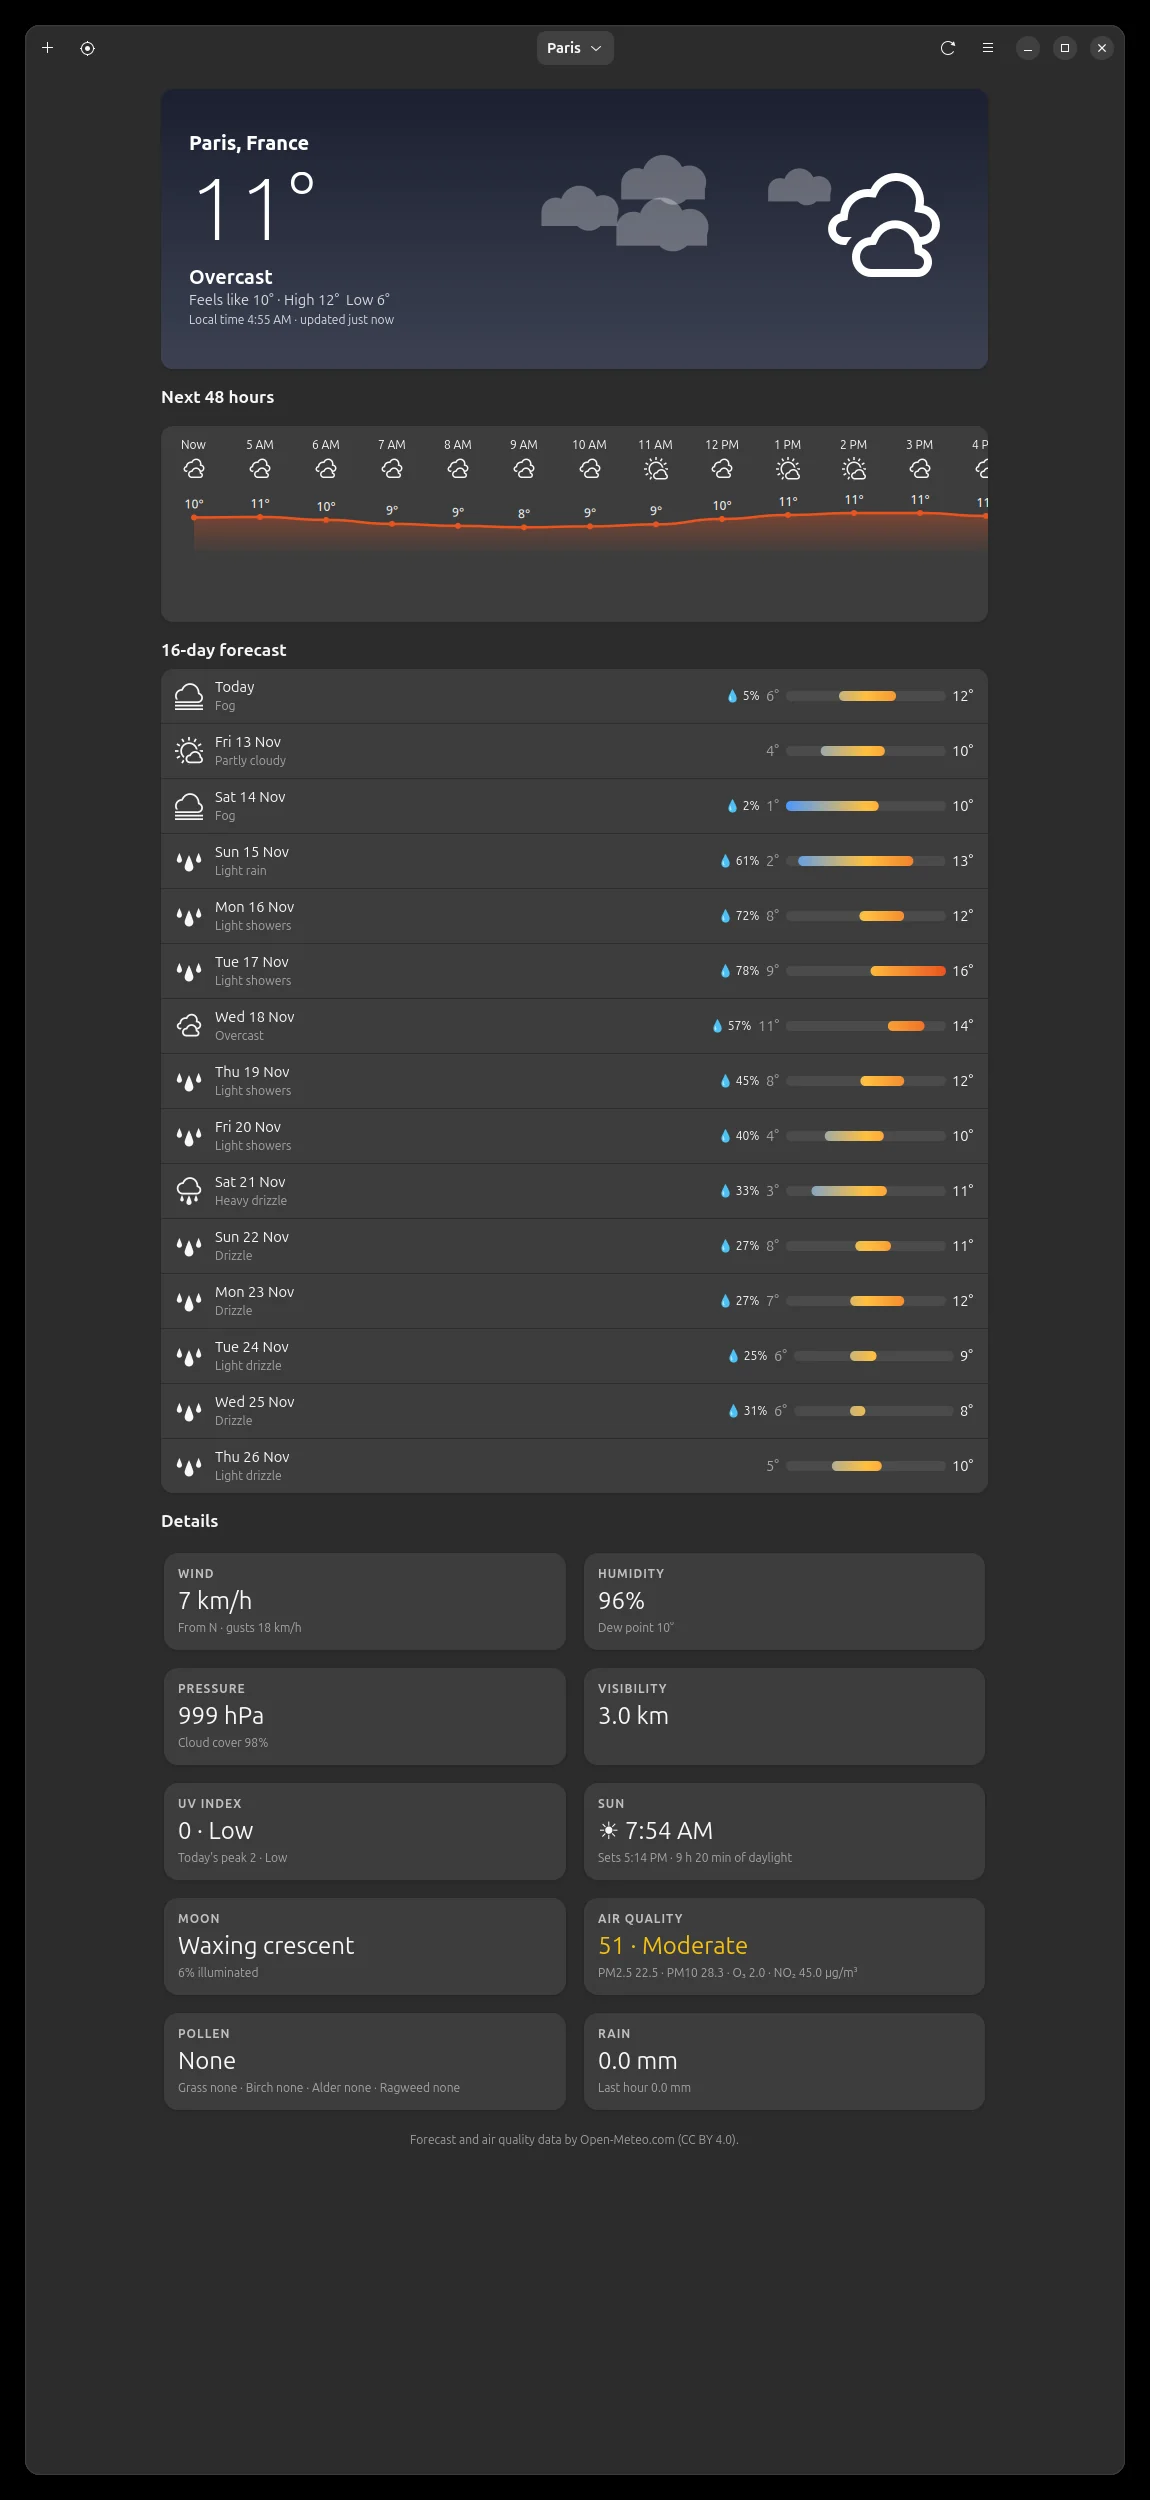 Paris
Paris, France
11°
Overcast
Feels like 10° · High 12° Low 6°
Local time 4:55 AM · updated just now
Next 48 hours
Now 5 AM 6 AM 7 AM 8 AM 9 AM 10 AM 11 AM 12 PM 1 PM 2 PM 3 PM 4 P
10° 11° 10° 9° 9° 8° 9° 9° 10° 11° 11° 11° 11
16-day forecast
Today
Fog
5% 6° 12°
Fri 13 Nov
Partly cloudy
4° 10°
Sat 14 Nov
Fog
2% 1° 10°
Sun 15 Nov
Light rain
61% 2° 13°
Mon 16 Nov
Light showers
72% 8° 12°
Tue 17 Nov
Light showers
78% 9° 16°
Wed 18 Nov
Overcast
57% 11° 14°
Thu 19 Nov
Light showers
45% 8° 12°
Fri 20 Nov
Light showers
40% 4° 10°
Sat 21 Nov
Heavy drizzle
33% 3° 11°
Sun 22 Nov
Drizzle
27% 8° 11°
Mon 23 Nov
Drizzle
27% 7° 12°
Tue 24 Nov
Light drizzle
25% 6° 9°
Wed 25 Nov
Drizzle
31% 6° 8°
Thu 26 Nov
Light drizzle
5° 10°
Details
WIND
7 km/h
From N · gusts 18 km/h
HUMIDITY
96%
Dew point 10°
PRESSURE
999 hPa
Cloud cover 98%
VISIBILITY
3.0 km
UV INDEX
0 · Low
Today's peak 2 · Low
SUN
☀ 7:54 AM
Sets 5:14 PM · 9 h 20 min of daylight
MOON
Waxing crescent
6% illuminated
AIR QUALITY
51 · Moderate
PM2.5 22.5 · PM10 28.3 · O₃ 2.0 · NO₂ 45.0 µg/m³
POLLEN
None
Grass none · Birch none · Alder none · Ragweed none
RAIN
0.0 mm
Last hour 0.0 mm
Forecast and air quality data by Open-Meteo.com (CC BY 4.0).